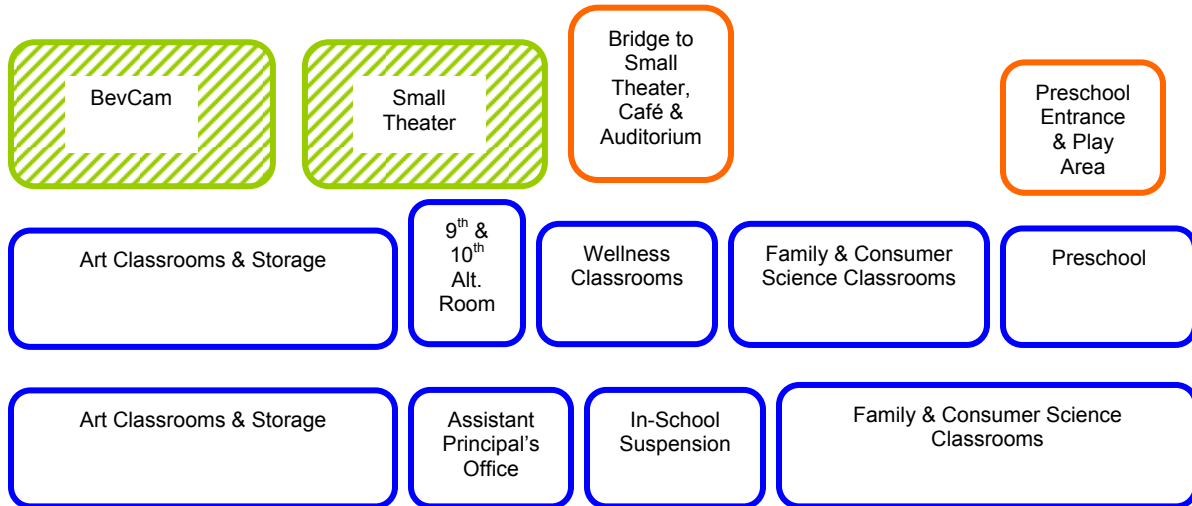 BevCam
Small
Theater
Bridge to
Small
Theater,
Café &
Auditorium
Preschool
Entrance
& Play
Area
Art Classrooms & Storage
9th &
10th
Alt.
Room
Wellness
Classrooms
Family & Consumer
Science Classrooms
Preschool
Art Classrooms & Storage
Assistant
Principal's
Office
In-School
Suspension
Family & Consumer Science
Classrooms